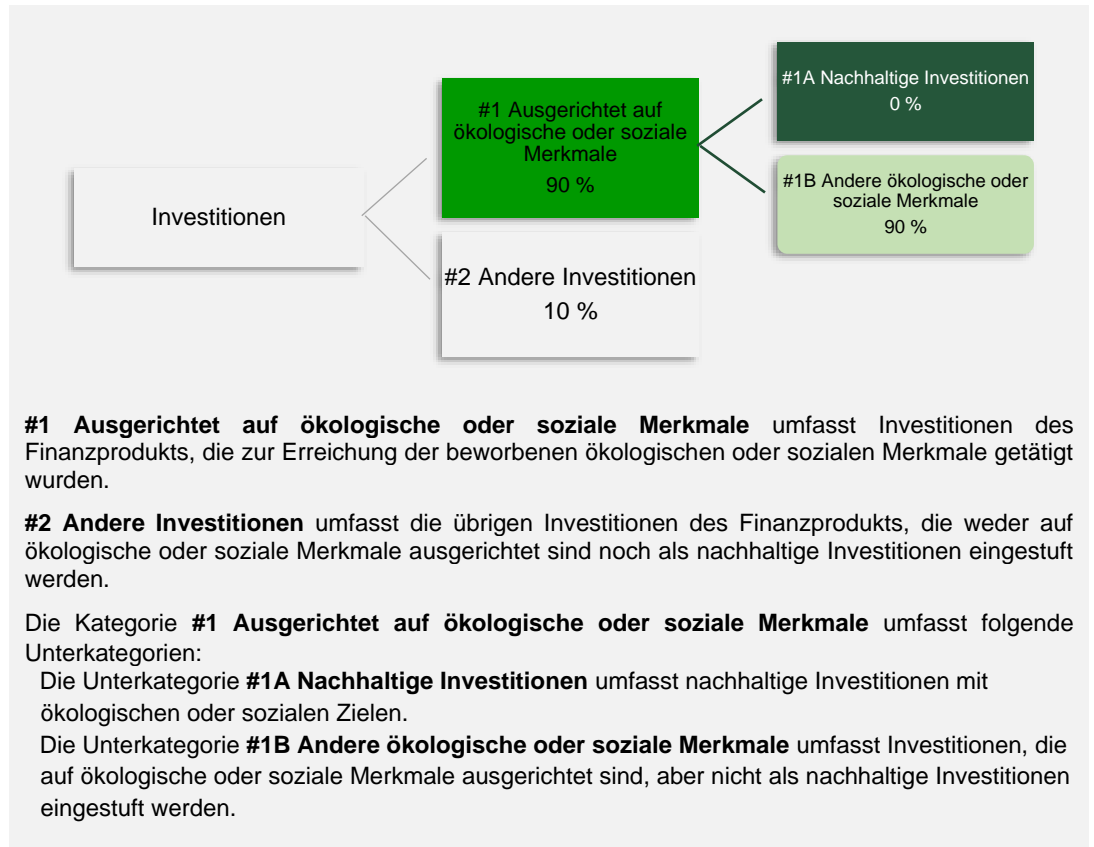 #1A Nachhaltige Investitionen
0 %
#1 Ausgerichtet auf
ökologische oder soziale
Merkmale
90 %
#1B Andere ökologische oder
soziale Merkmale
90 %
Investitionen
#2 Andere Investitionen
10 %
#1 Ausgerichtet auf ökologische oder soziale Merkmale umfasst Investitionen des
Finanzprodukts, die zur Erreichung der beworbenen ökologischen oder sozialen Merkmale getätigt
wurden.
#2 Andere Investitionen umfasst die übrigen Investitionen des Finanzprodukts, die weder auf
ökologische oder soziale Merkmale ausgerichtet sind noch als nachhaltige Investitionen eingestuft
werden.
Die Kategorie #1 Ausgerichtet auf ökologische oder soziale Merkmale umfasst folgende
Unterkategorien:
Die Unterkategorie #1A Nachhaltige Investitionen umfasst nachhaltige Investitionen mit
ökologischen oder sozialen Zielen.
Die Unterkategorie #1B Andere ökologische oder soziale Merkmale umfasst Investitionen, die
auf ökologische oder soziale Merkmale ausgerichtet sind, aber nicht als nachhaltige Investitionen
eingestuft werden.